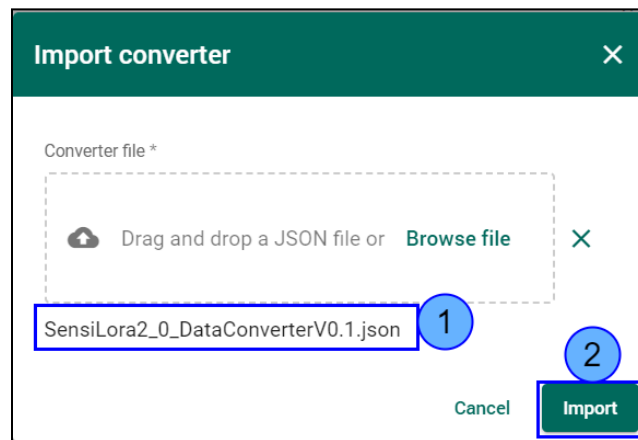 Import converter
Converter file *
Drag and drop a JSON file or Browse file
SensiLora2_0_DataConverterV0.1.json
1
2
Cancel Import